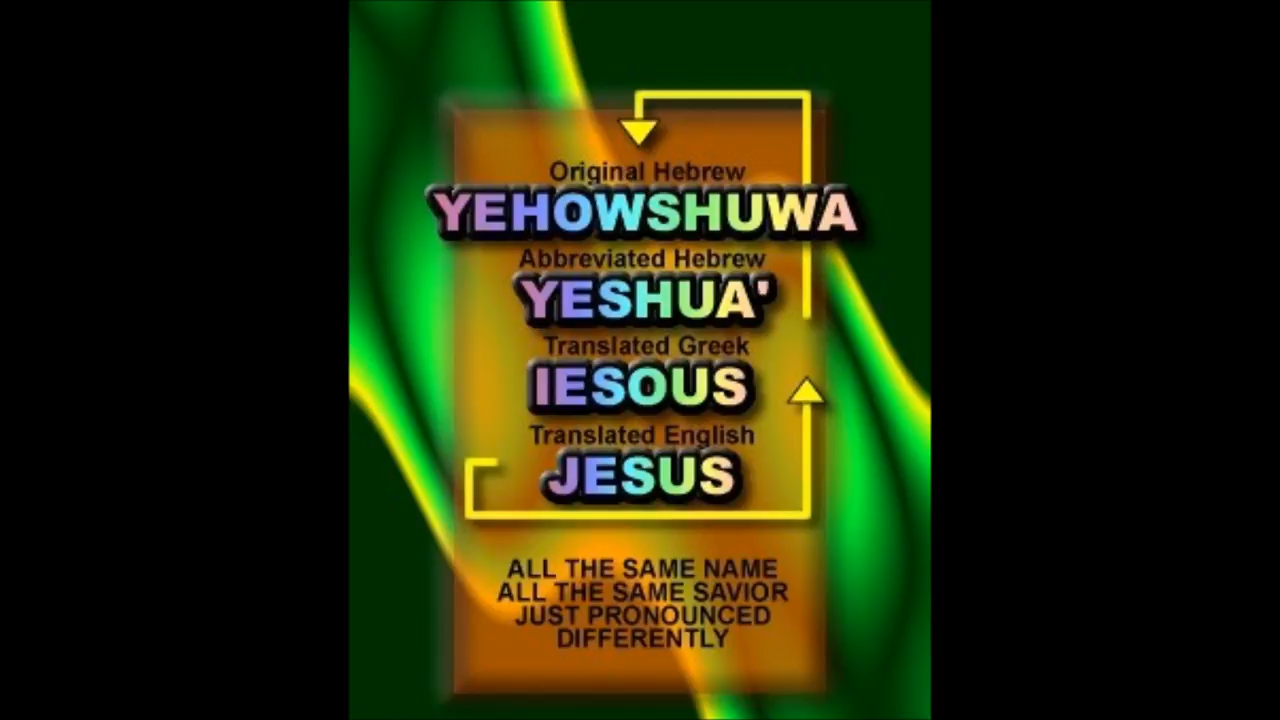 Original Hebrew
YEHOWSHUWA
Abbreviated Hebrew
YESHUA'
Translated Greek
IESOUS
Translated English
JESUS
ALL THE SAME NAME
ALL THE SAME SAVIOR
JUST PRONOUNCED
DIFFERENTLY